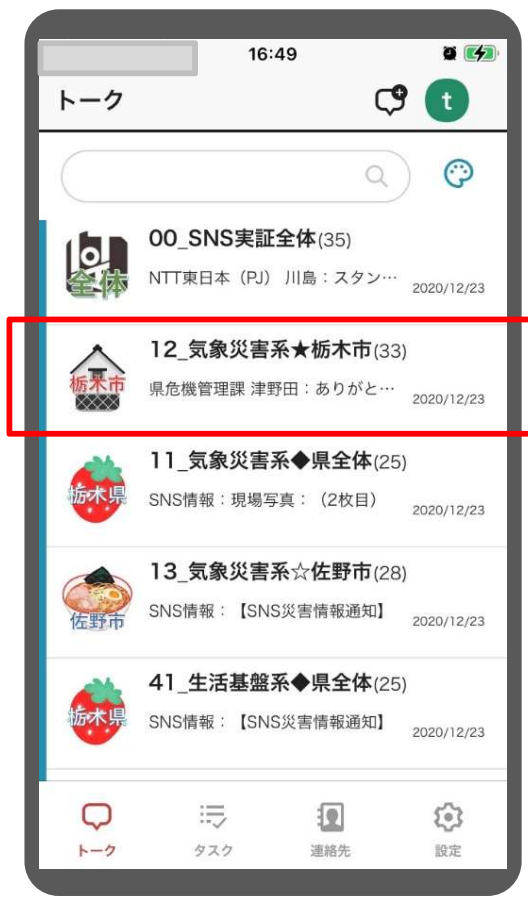 16:49
トーク
t
全体
00_SNS実証全体(35)
NTT東日本（PJ）川島：スタン…
2020/12/23
栃木市
12_気象災害系★栃木市(33)
県危機管理課 津野田：ありがと…
2020/12/23
栃木県
11_気象災害系◆県全体(25)
SNS情報：現場写真：（2枚目）
2020/12/23
佐野市
13_気象災害系☆佐野市(28)
SNS情報：【SNS災害情報通知】
2020/12/23
栃木県
41_生活基盤系◆県全体(25)
SNS情報：【SNS災害情報通知】
2020/12/23
トーク
タスク
連絡先
設定